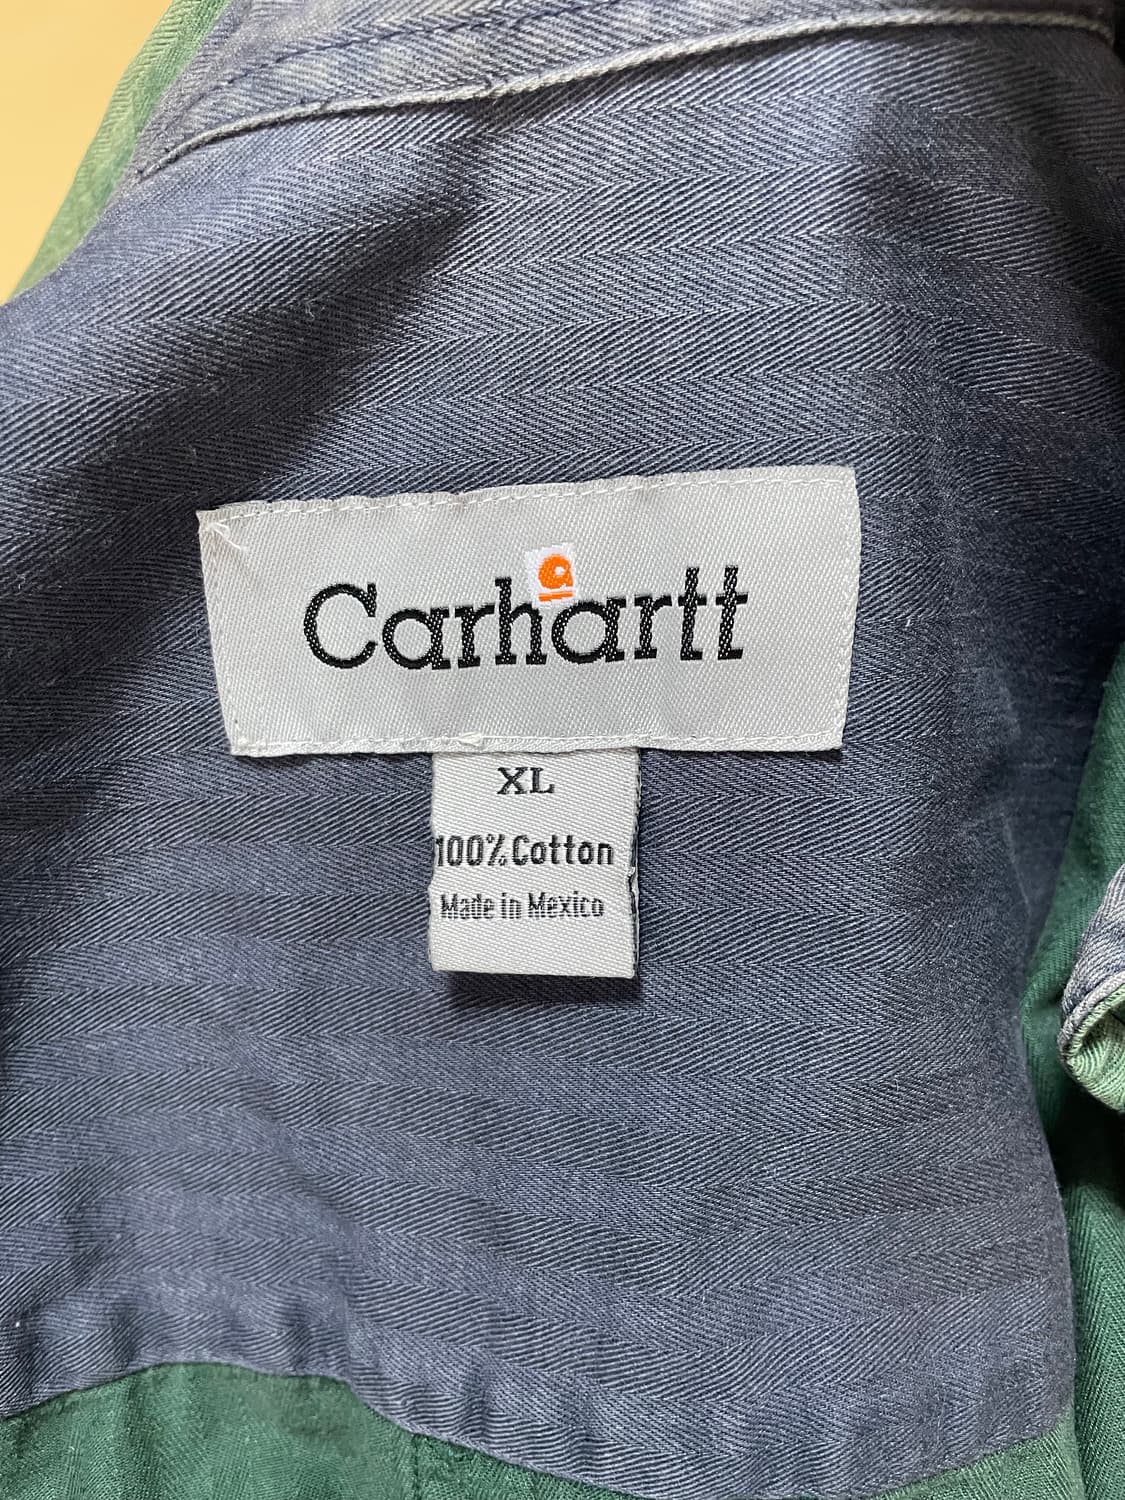 Carhartt
XL
100% Cotton
Made in Mexico